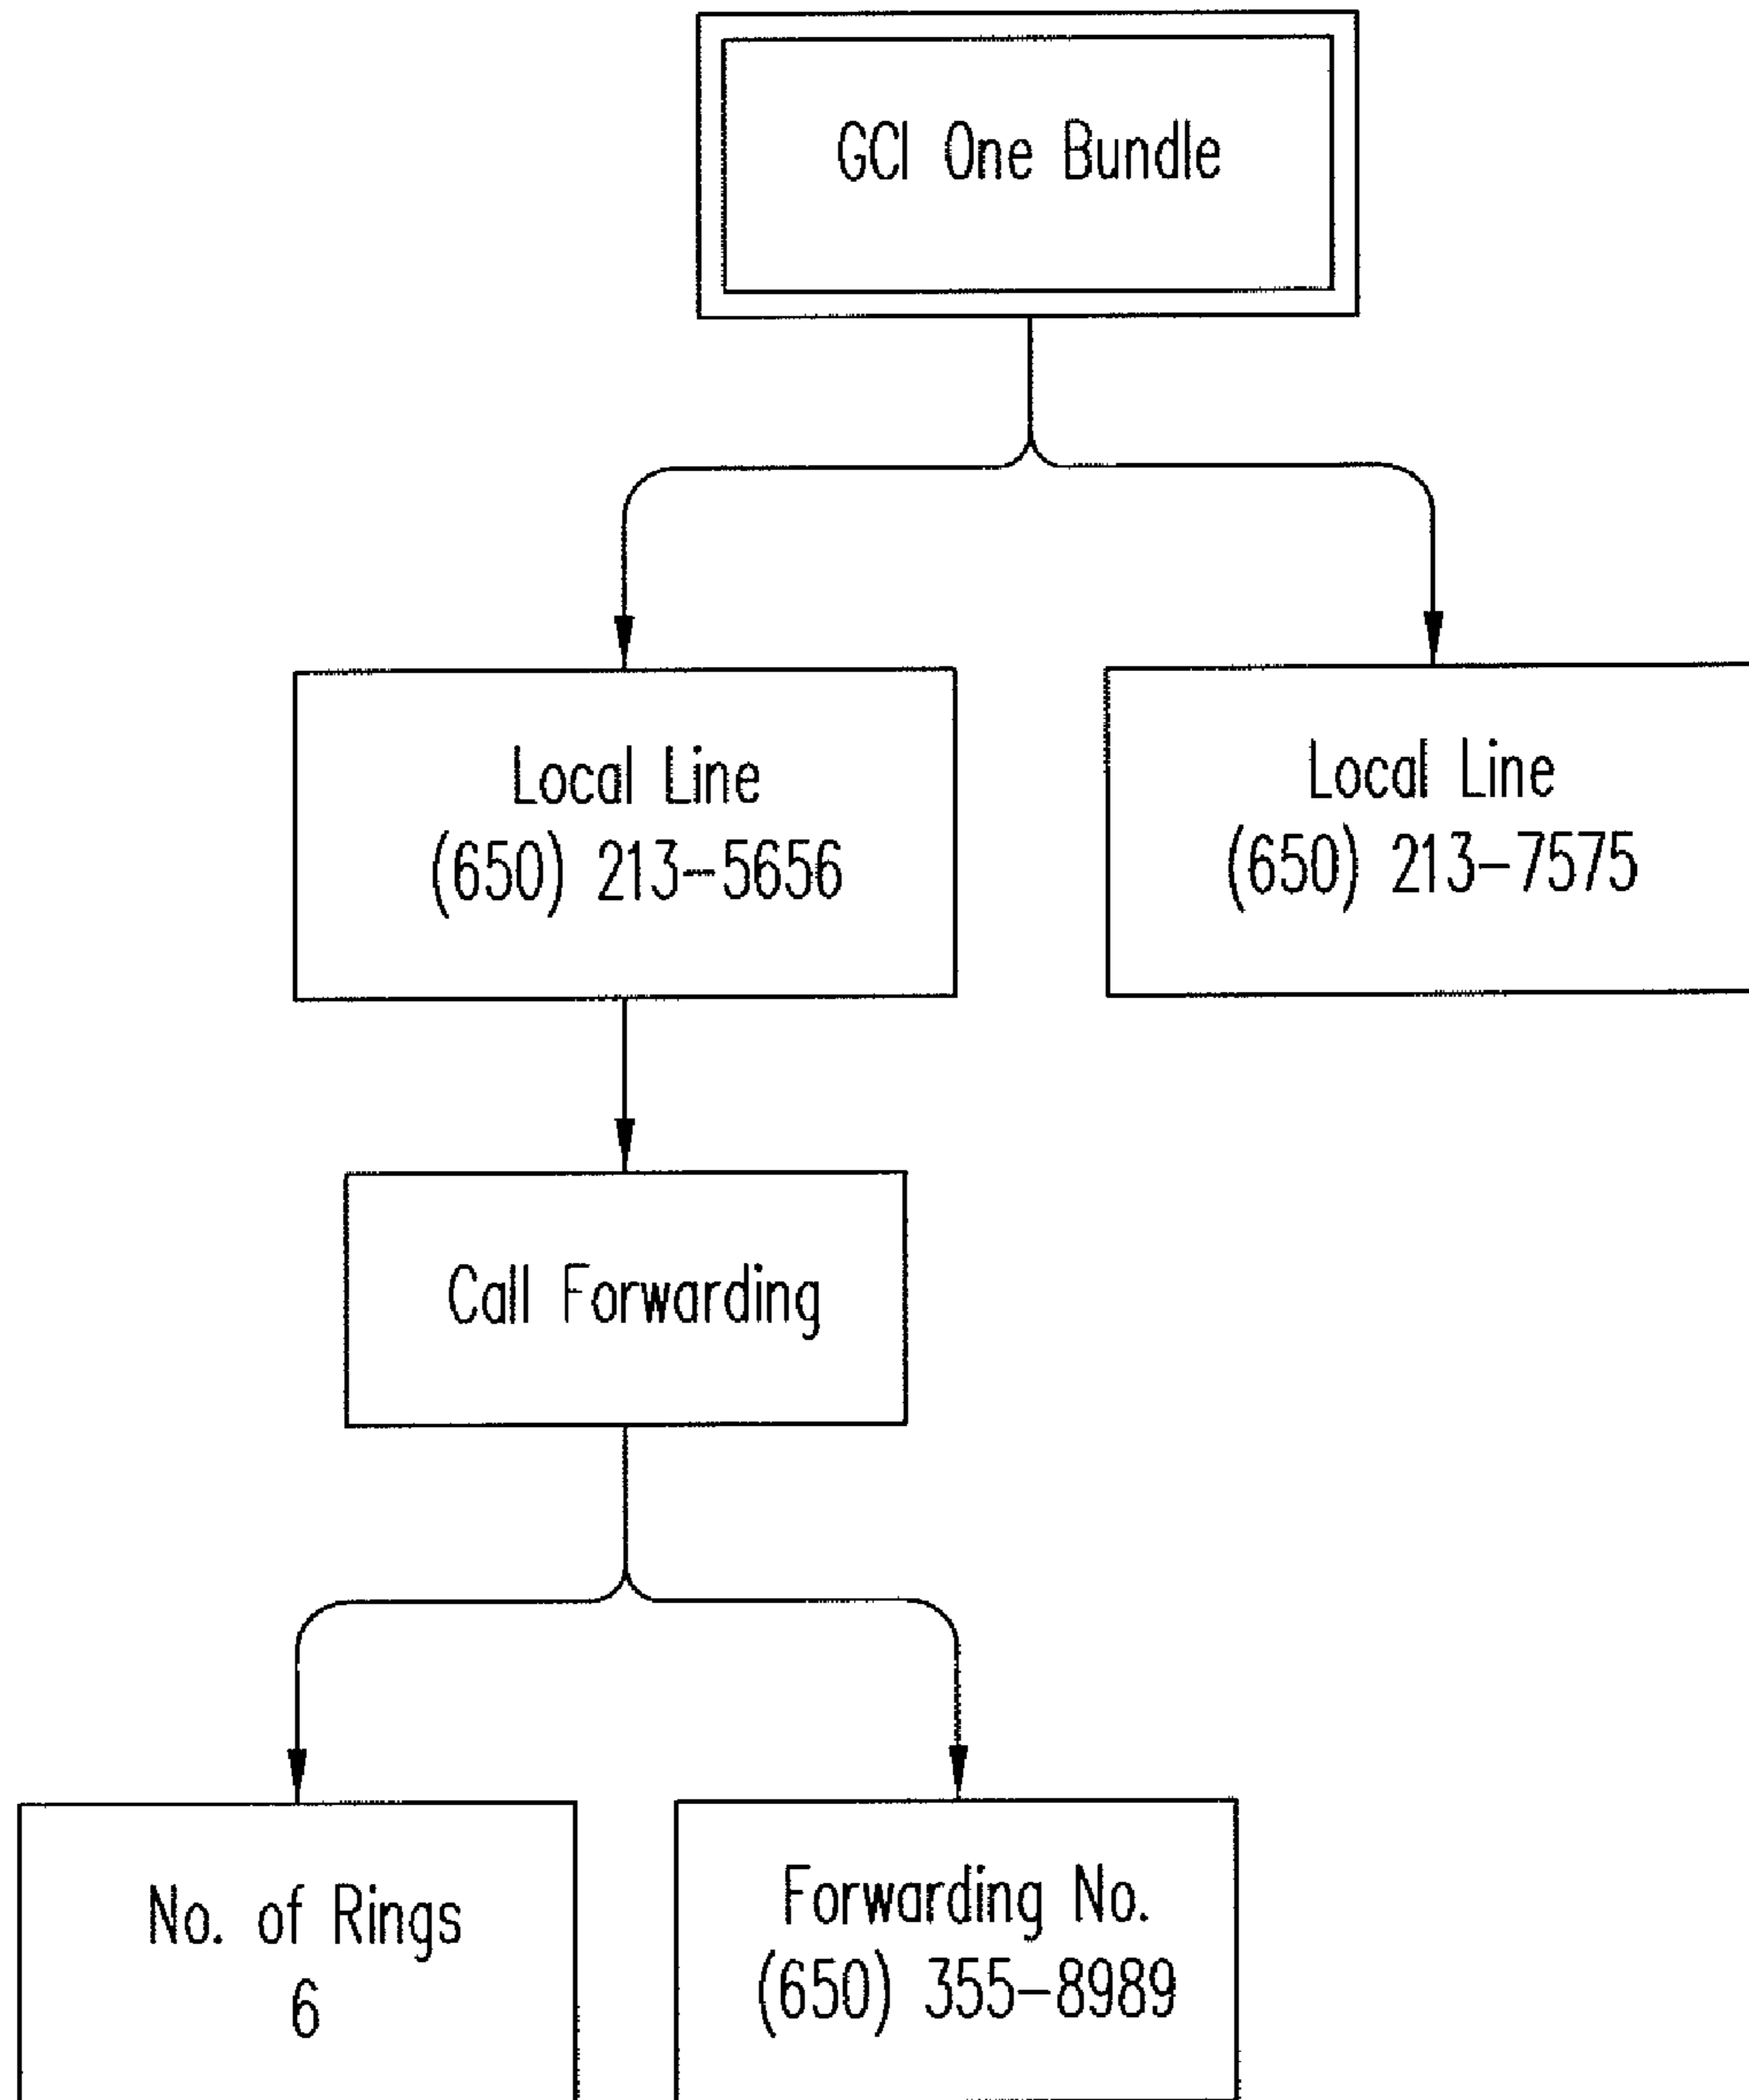 GCI One Bundle
Local Line
(650) 213-5656
Local Line
(650) 213-7575
Call Forwarding
No. of Rings
6
Forwarding No.
(650) 355-8989